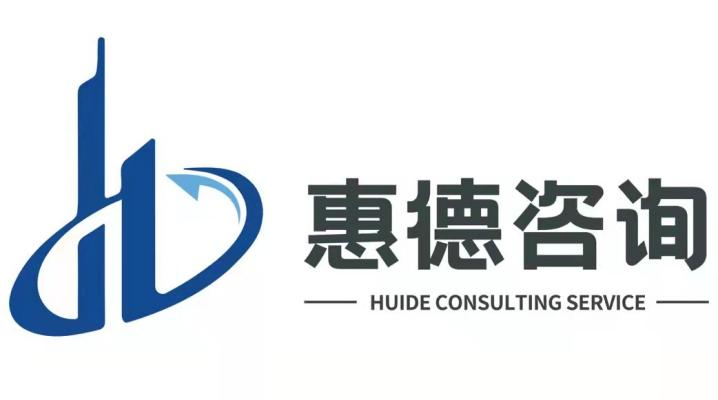 惠德咨询
HUIDE CONSULTING SERVICE